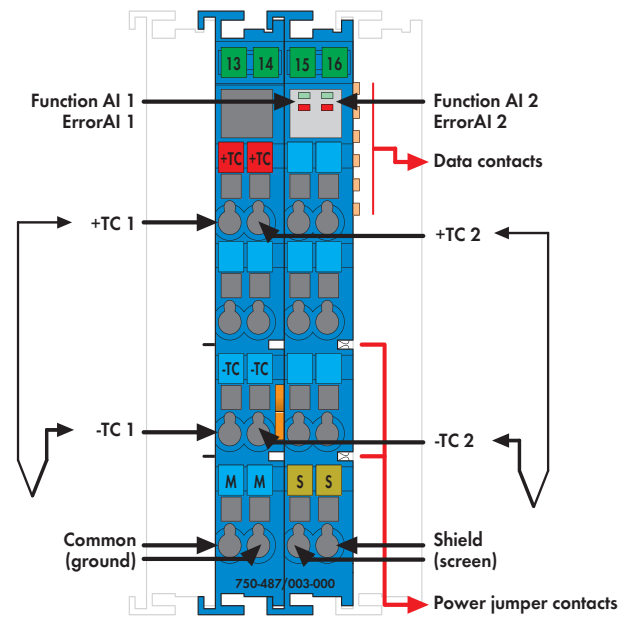 13 14 15 16
Function AI 1
ErrorAI 1
Function AI 2
ErrorAI 2
+TC +TC
Data contacts
+TC 1
+TC 2
-TC -TC
-TC 1
-TC 2
M M S S
Common
(ground)
Shield
(screen)
750-487/003-000
Power jumper contacts